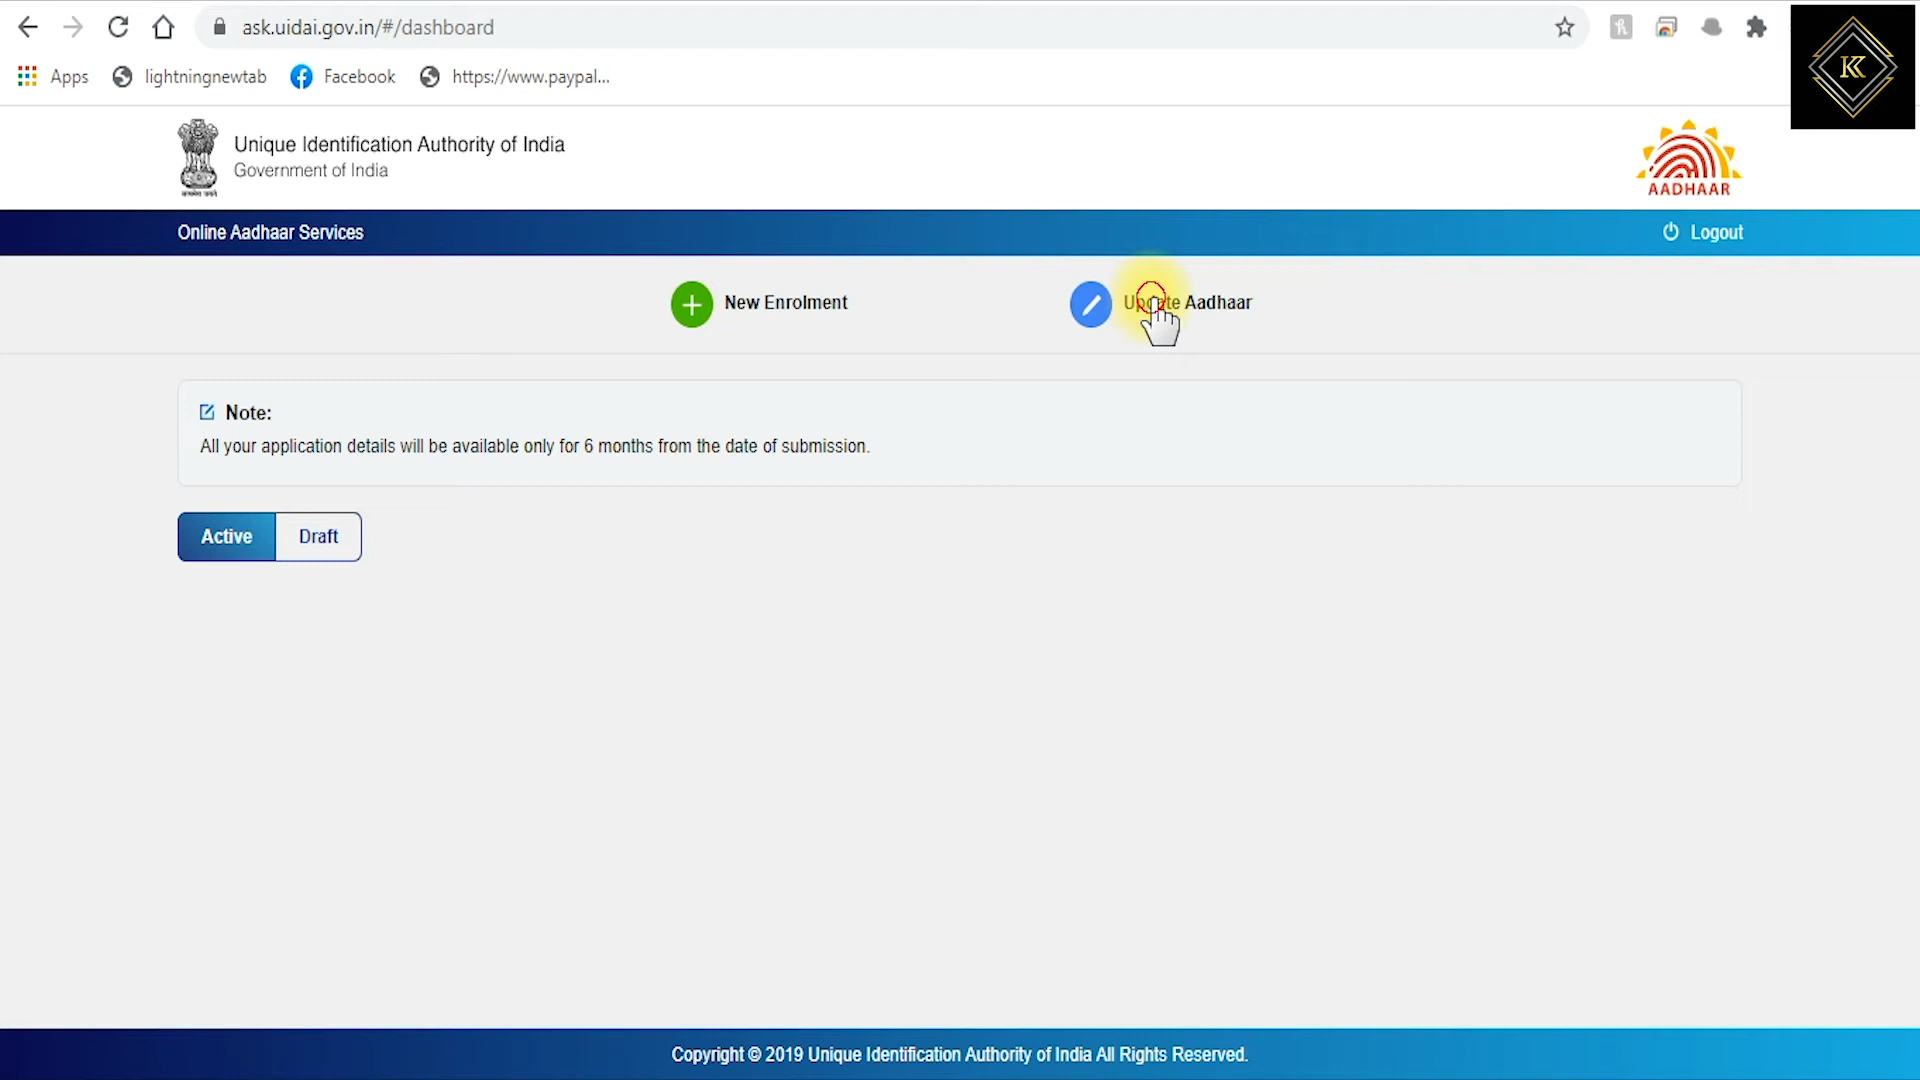 ask.uidai.gov.in/#/dashboard
Apps
lightningnewtab
Facebook
https://www.paypal...
KK
Unique Identification Authority of India
Government of India
AADHAAR
Online Aadhaar Services
Logout
New Enrolment
Update Aadhaar
Note:
All your application details will be available only for 6 months from the date of submission.
Active
Draft
Copyright © 2019 Unique Identification Authority of India All Rights Reserved.